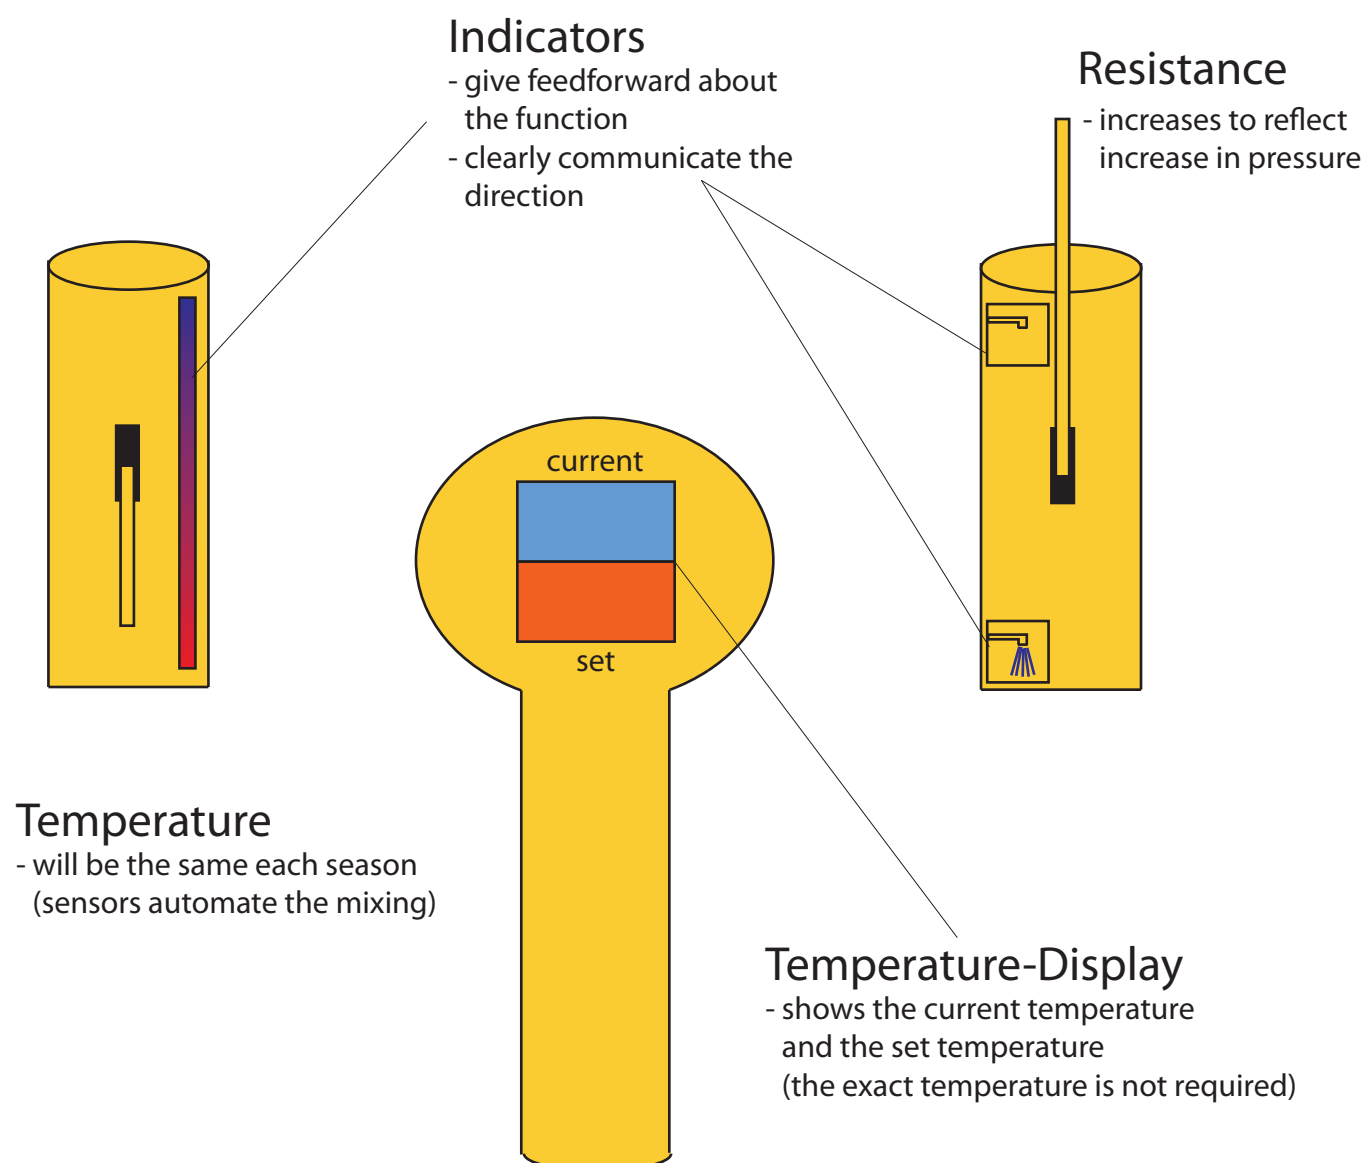 Indicators
- give feedforward about
the function
- clearly communicate the
direction
Resistance
- increases to reflect
increase in pressure
current
set
Temperature
- will be the same each season
(sensors automate the mixing)
Temperature-Display
- shows the current temperature
and the set temperature
(the exact temperature is not required)